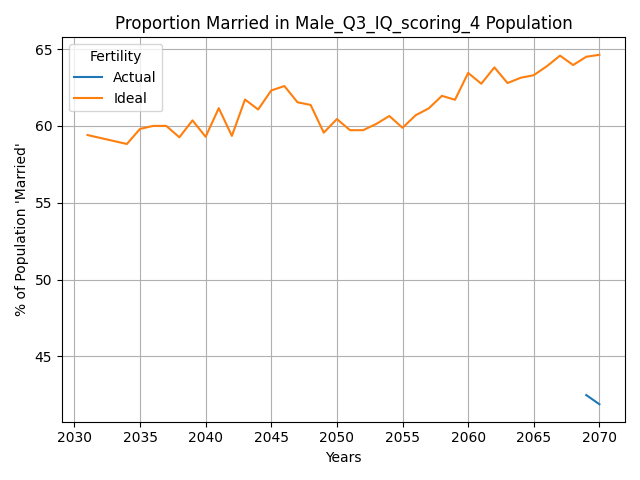 Proportion Married in Male_Q3_IQ_scoring_4 Population
Fertility
Actual
Ideal
% of Population 'Married'
65
60
55
50
45
2030 2035 2040 2045 2050 2055 2060 2065 2070
Years